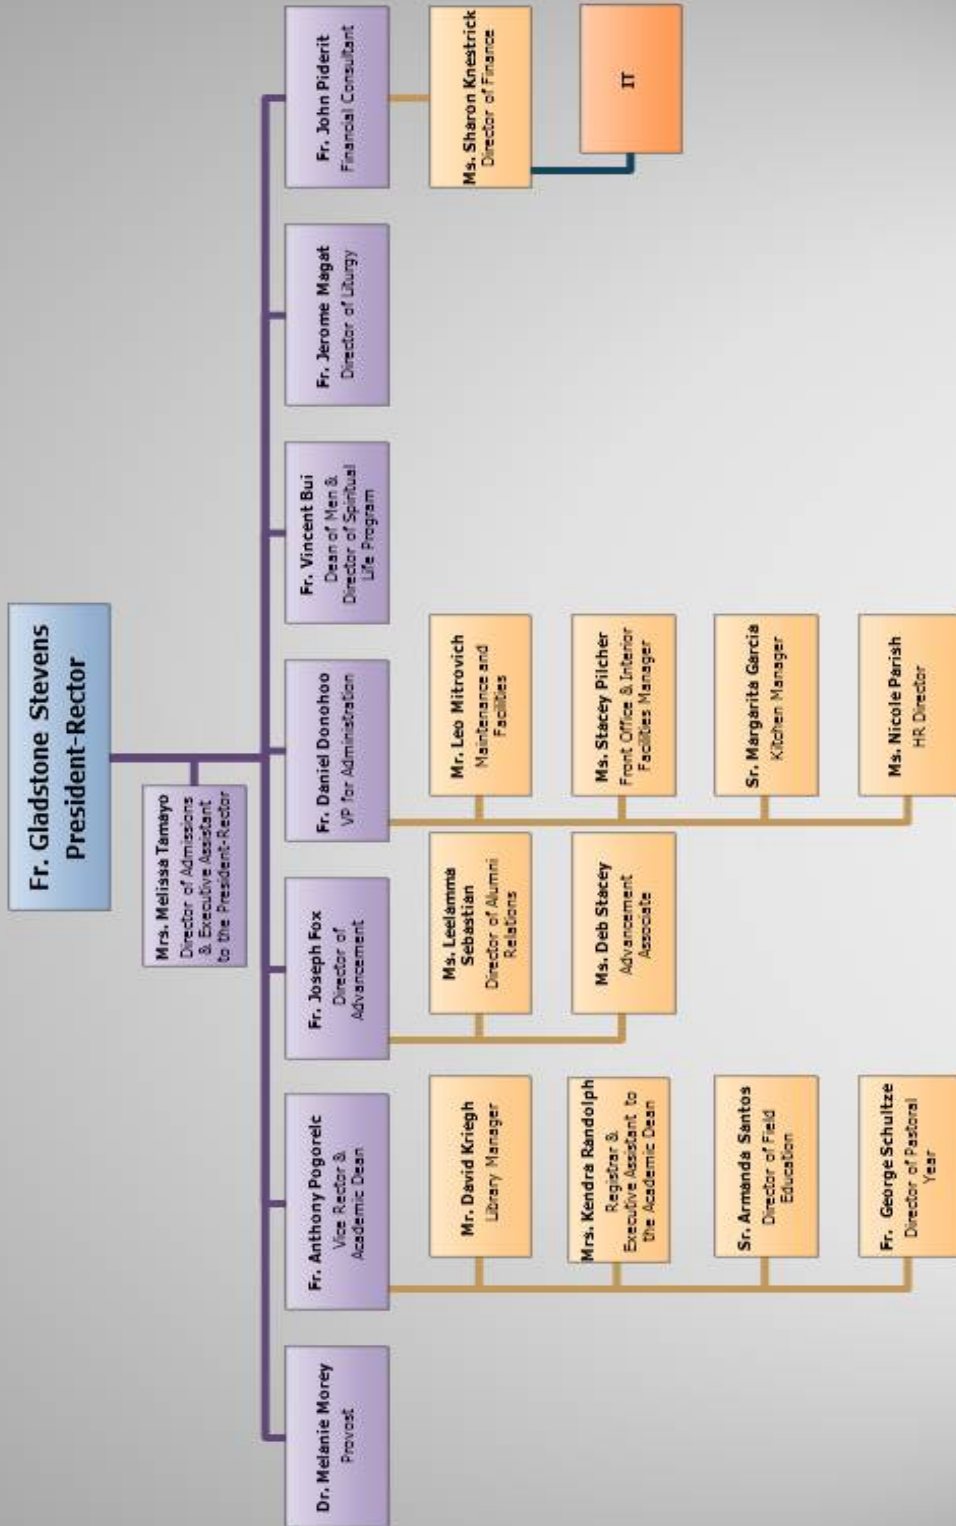 Fr. Gladstone Stevens
President-Rector
Mrs. Melissa Tamayo
Director of Admissions
& Executive Assistant
to the President-Rector
Dr. Melanie Morey
Provost
Fr. Anthony Pogorelc
Vice Rector &
Academic Dean
Fr. Joseph Fox
Director of
Advancement
Fr. Daniel Donohoo
VP for Administration
Fr. Vincent Bui
Dean of Men &
Director of Spiritual
Life Program
Fr. Jerome Magat
Director of Liturgy
Fr. John Piderit
Financial Consultant
Mr. David Kriegh
Library Manager
Ms. Leelamma
Sebastian
Director of Alumni
Relations
Mr. Leo Mitrovich
Maintenance and
Facilities
Ms. Sharon Knestrick
Director of Finance
Mrs. Kendra Randolph
Registrar &
Executive Assistant to
the Academic Dean
Ms. Deb Stacey
Advancement
Associate
Ms. Stacey Pilcher
Front Office & Interior
Facilities Manager
IT
Sr. Armanda Santos
Director of Field
Education
Sr. Margarita Garcia
Kitchen Manager
Fr. George Schultze
Director of Pastoral
Year
Ms. Nicole Parish
HR Director